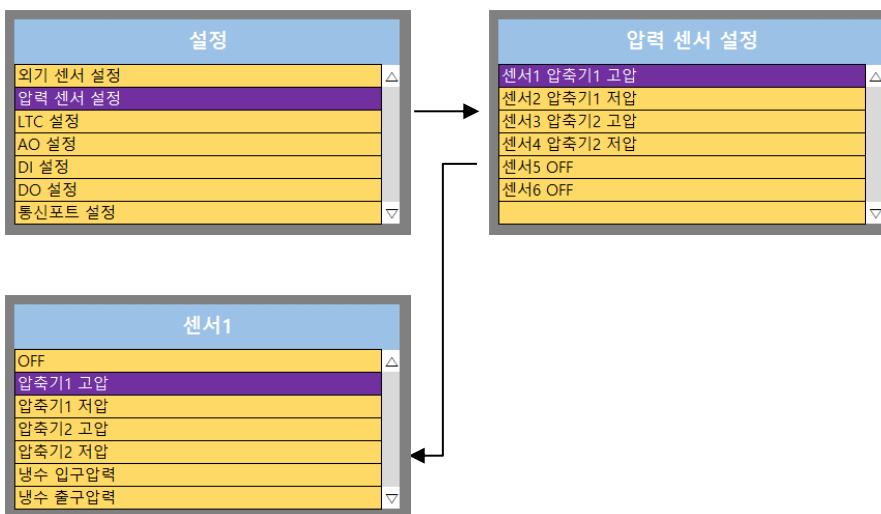 설정
외기 센서 설정
압력 센서 설정
LTC 설정
AO 설정
DI 설정
DO 설정
통신포트 설정
압력 센서 설정
센서1 압축기1 고압
센서2 압축기1 저압
센서3 압축기2 고압
센서4 압축기2 저압
센서5 OFF
센서6 OFF
센서1
OFF
압축기1 고압
압축기1 저압
압축기2 고압
압축기2 저압
냉수 입구압력
냉수 출구압력